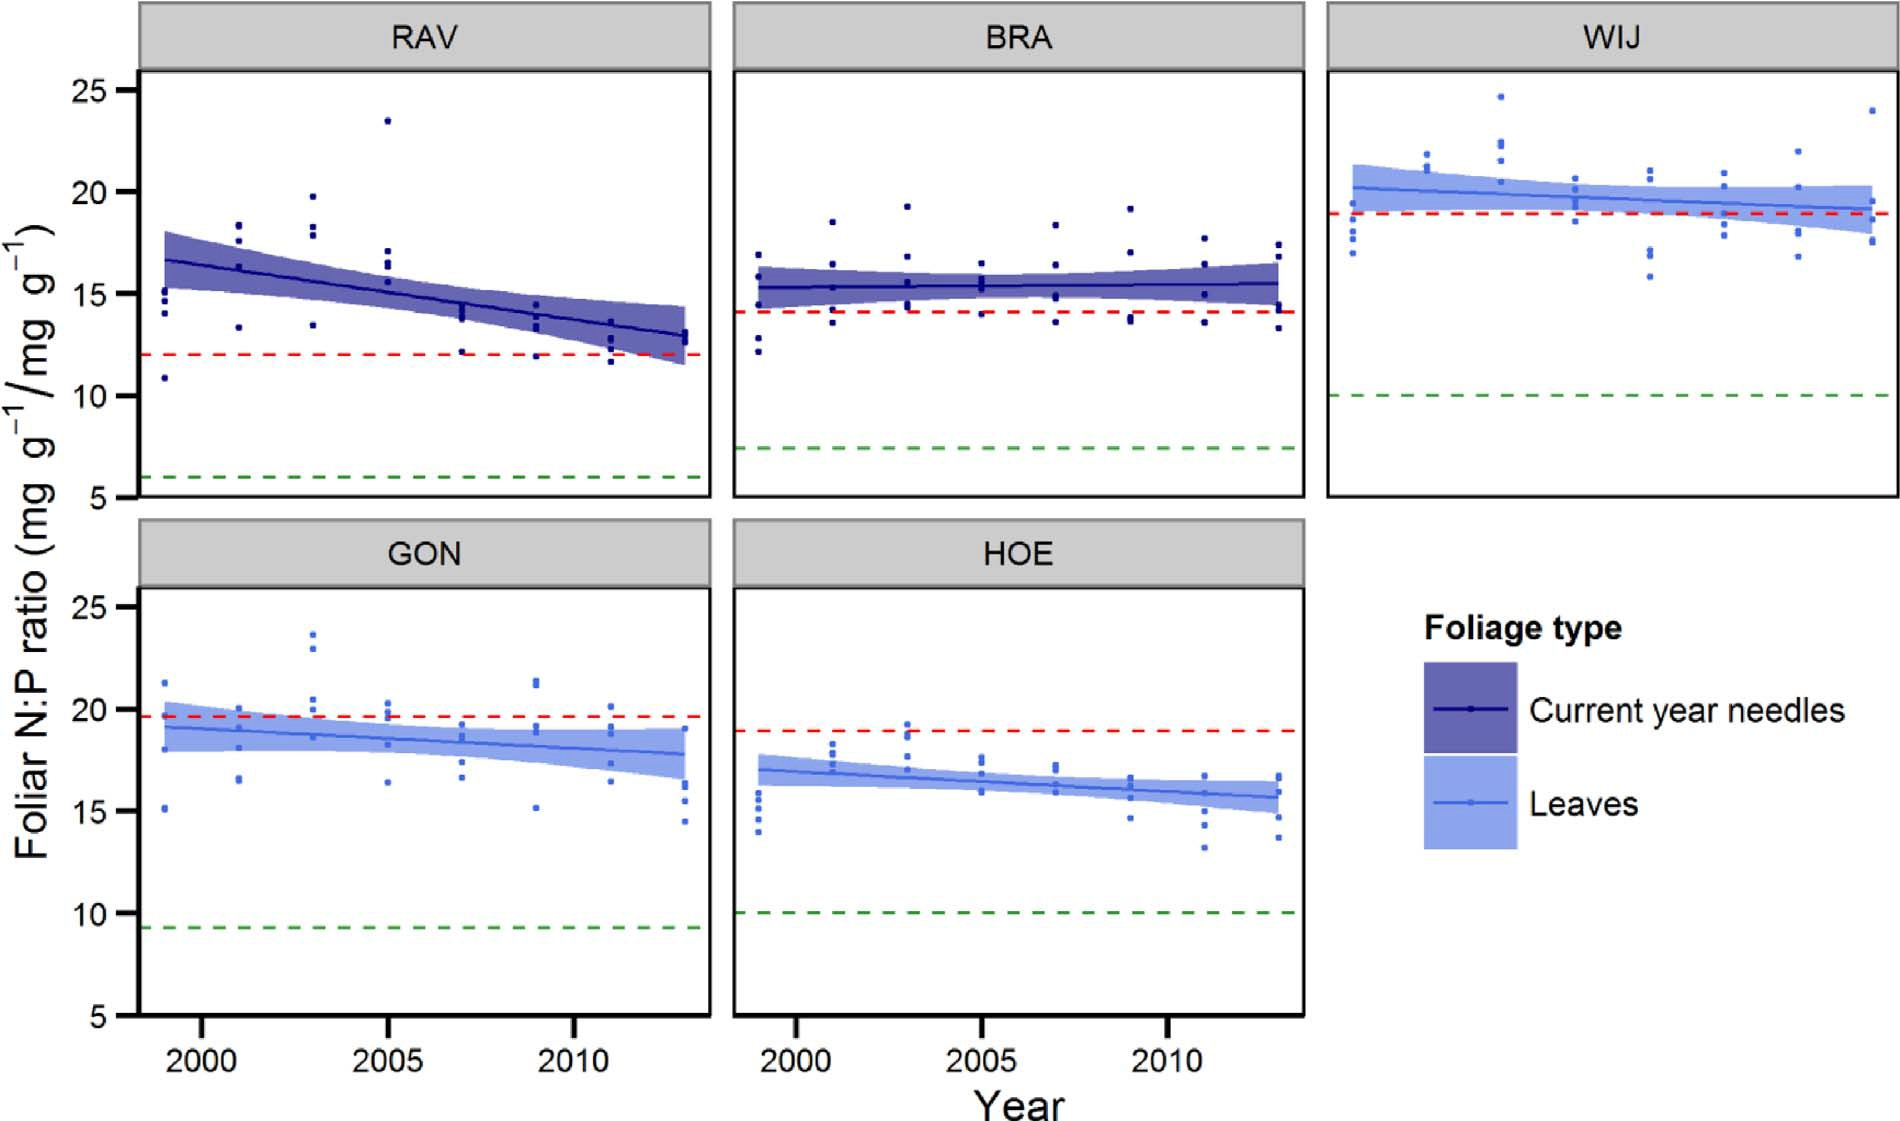 RAV
BRA
WIJ
25
20
15
10
5
GON
HOE
25
20
15
10
5
Foliar N:P ratio (mg g⁻¹/mg g⁻¹)
2000 2005 2010
2000 2005 2010
Year
Foliage type
Current year needles
Leaves